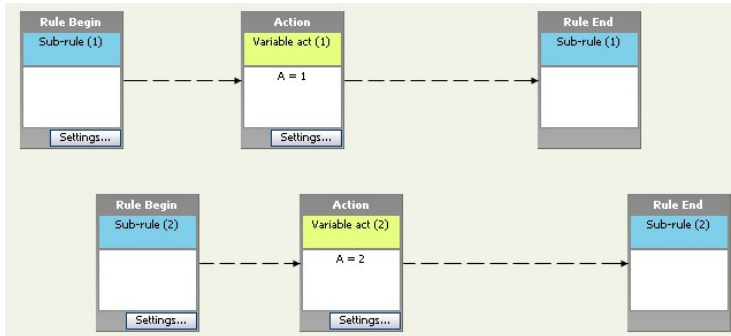 Rule Begin Action Rule End
Sub-rule (1) Variable act (1) Sub-rule (1)
A = 1
Settings... Settings...
Rule Begin Action Rule End
Sub-rule (2) Variable act (2) Sub-rule (2)
A = 2
Settings... Settings...